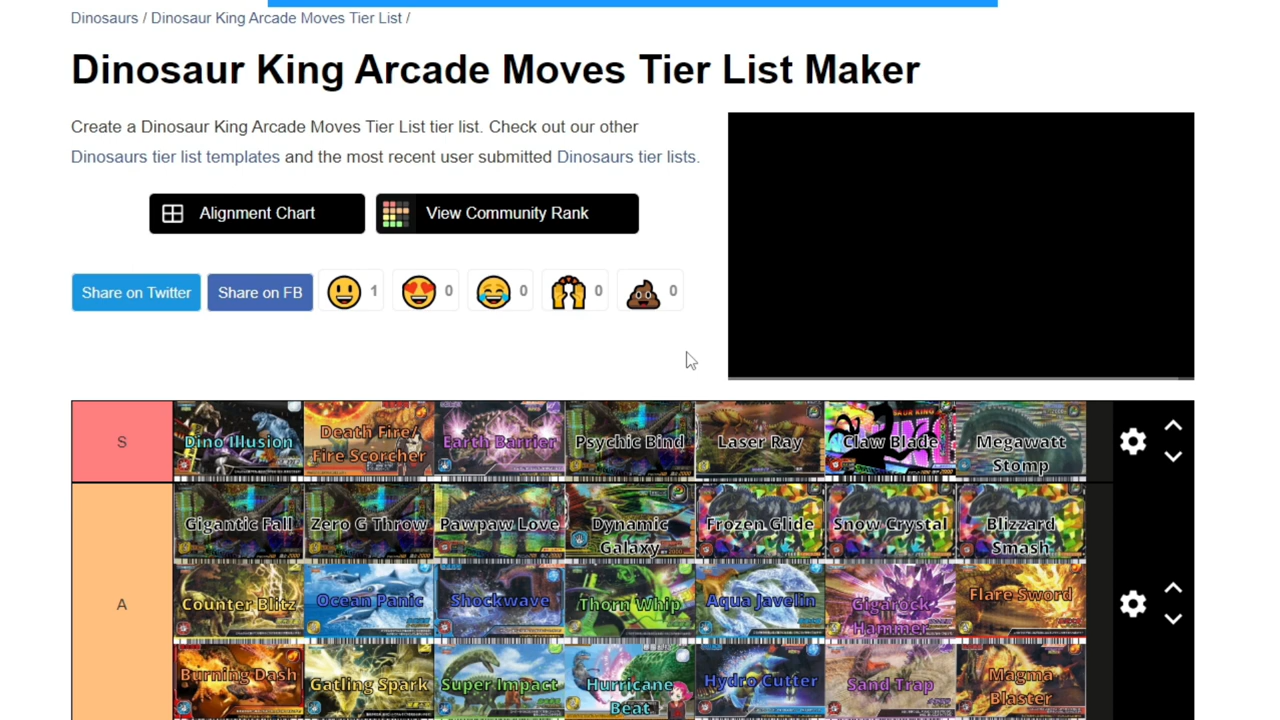 Dinosaurs / Dinosaur King Arcade Moves Tier List /
Dinosaur King Arcade Moves Tier List Maker
Create a Dinosaur King Arcade Moves Tier List tier list. Check out our other
Dinosaurs tier list templates and the most recent user submitted Dinosaurs tier lists.
Alignment Chart
View Community Rank
Share on Twitter
Share on FB
1
0
0
0
0
S
Dino Illusion
Death Fire/
Fire Scorcher
Earth Barrier
Psychic Bind
Laser Ray
Claw Blade
Megawatt
Stomp
A
Gigantic Fall
Zero G Throw
Pawpaw Love
Dynamic
Galaxy
Frozen Glide
Snow Crystal
Blizzard
Smash
Counter Blitz
Ocean Panic
Shockwave
Thorn Whip
Aqua Javelin
Gigarock
Hammer
Flare Sword
Burning Dash
Gatling Spark
Super Impact
Hurricane
Beat
Hydro Cutter
Sand Trap
Magma
Blaster